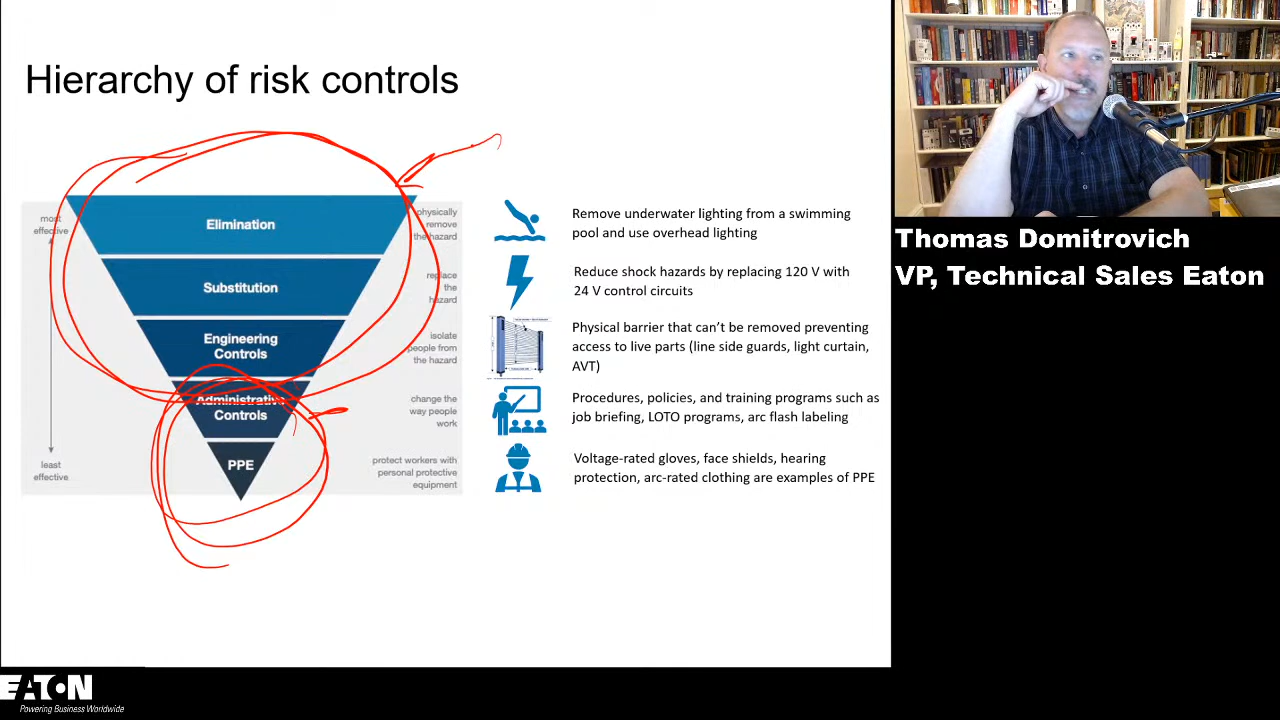 Hierarchy of risk controls
most
effective
Elimination
physically
remove
the hazard
Remove underwater lighting from a swimming
pool and use overhead lighting
Substitution
replace
the
hazard
Reduce shock hazards by replacing 120 V with
24 V control circuits
Engineering
Controls
isolate
people from
the hazard
Physical barrier that can’t be removed preventing
access to live parts (line side guards, light curtain,
AVT)
Administrative
Controls
change the
way people
work
Procedures, policies, and training programs such as
job briefing, LOTO programs, arc flash labeling
least
effective
PPE
protect workers with
personal protective
equipment
Voltage-rated gloves, face shields, hearing
protection, arc-rated clothing are examples of PPE
Thomas Domitrovich
VP, Technical Sales Eaton
EATON
Powering Business Worldwide